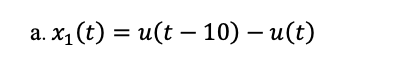 a. x₁(t) = u(t − 10) − u(t)